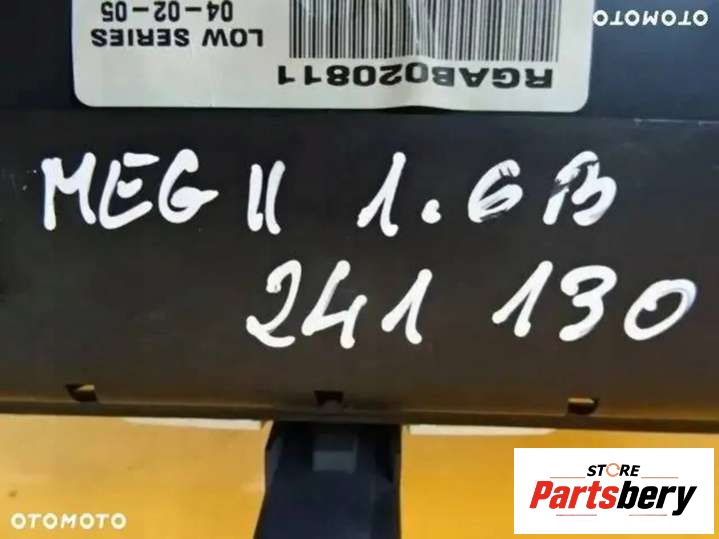 OTOMOTO
04-02-05
LOW SERIES
RGAB020811
MEG II 1.6B
241 130
STORE
Partsbery
OTOMOTO